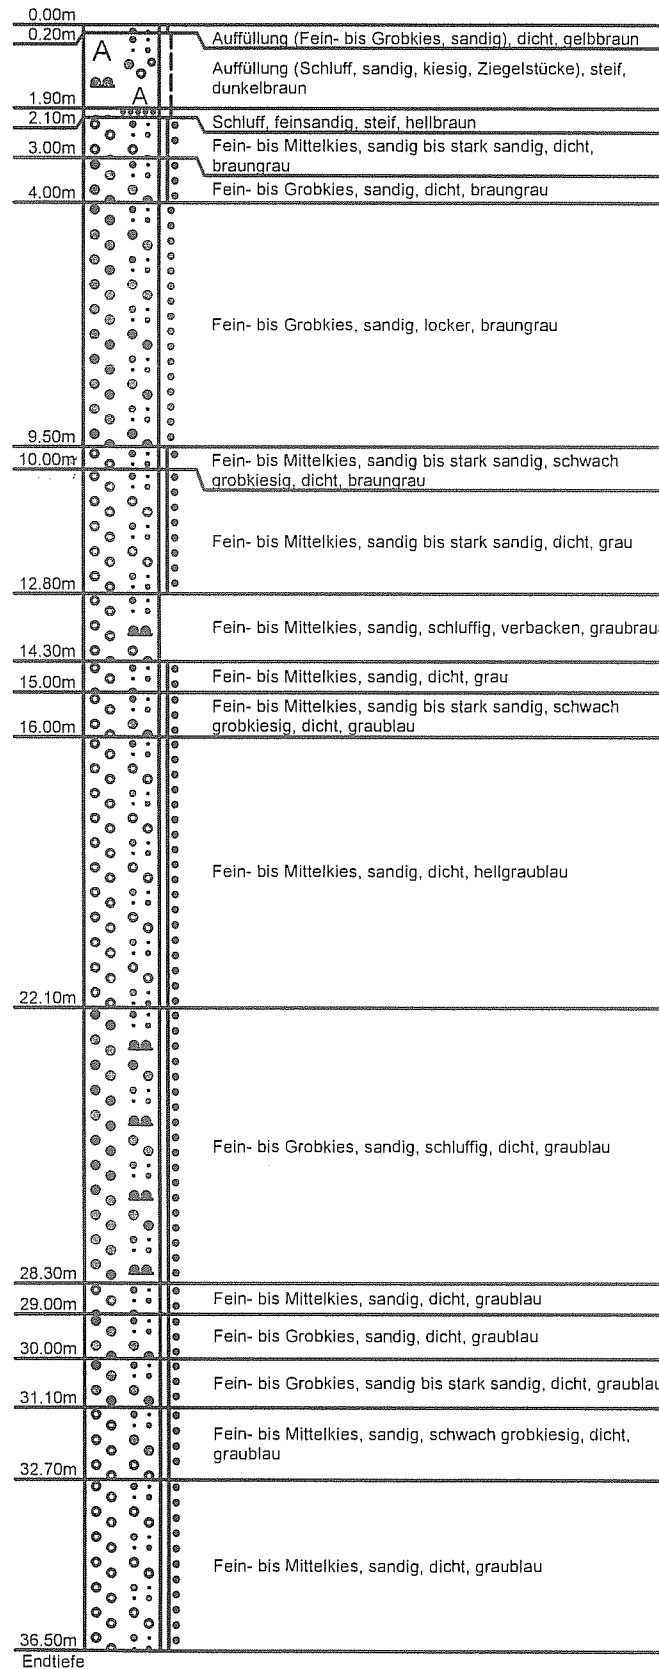 0.00m
0.20m
Auffüllung (Fein- bis Grobkies, sandig), dicht, gelbbraun
A
Auffüllung (Schluff, sandig, kiesig, Ziegelstücke), steif,
dunkelbraun
A
1.90m
2.10m
Schluff, feinsandig, steif, hellbraun
3.00m
Fein- bis Mittelkies, sandig bis stark sandig, dicht,
braungrau
4.00m
Fein- bis Grobkies, sandig, dicht, braungrau
Fein- bis Grobkies, sandig, locker, braungrau
9.50m
10.00m
Fein- bis Mittelkies, sandig bis stark sandig, schwach
grobkiesig, dicht, braungrau
Fein- bis Mittelkies, sandig bis stark sandig, dicht, grau
12.80m
Fein- bis Mittelkies, sandig, schluffig, verbacken, graubrau
14.30m
Fein- bis Mittelkies, sandig, dicht, grau
15.00m
Fein- bis Mittelkies, sandig bis stark sandig, schwach
grobkiesig, dicht, graublau
16.00m
Fein- bis Mittelkies, sandig, dicht, hellgraublau
22.10m
Fein- bis Grobkies, sandig, schluffig, dicht, graublau
28.30m
Fein- bis Mittelkies, sandig, dicht, graublau
29.00m
Fein- bis Grobkies, sandig, dicht, graublau
30.00m
Fein- bis Grobkies, sandig bis stark sandig, dicht, graublau
31.10m
Fein- bis Mittelkies, sandig, schwach grobkiesig, dicht,
graublau
32.70m
Fein- bis Mittelkies, sandig, dicht, graublau
36.50m
Endtiefe